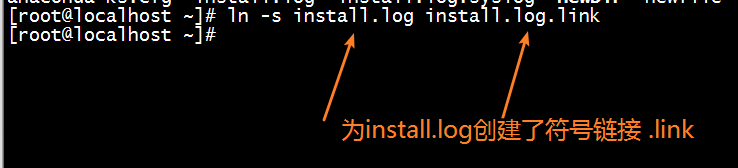 [root@localhost ~]# ln -s install.log install.log.link
[root@localhost ~]#
为install.log创建了符号链接 .link